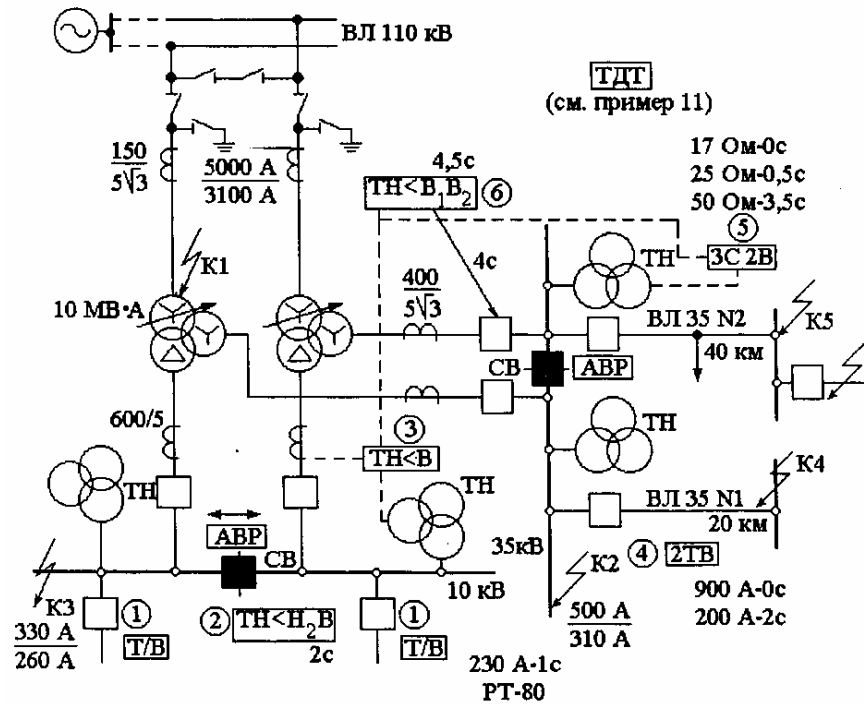 ВЛ 110 кВ
ТДТ
(см. пример 11)
150
5√3
5000 А
3100 А
4,5с
ТН<В₁В₂
6
17 Ом-0с
25 Ом-0,5с
50 Ом-3,5с
5
К1
4с
ТН
3С 2В
10 МВ•А
400
5√3
ВЛ 35 N2
К5
40 км
СВ
АВР
600/5
3
ТН
ТН<В
ТН
ТН
К4
ВЛ 35 N1
20 км
АВР
СВ
35кВ
4
2ТВ
10 кВ
К2
К3
1
2
ТН<Н₂В
1
900 А-0с
200 А-2с
330 А
260 А
Т/В
2с
Т/В
500 А
310 А
230 А-1с
РТ-80